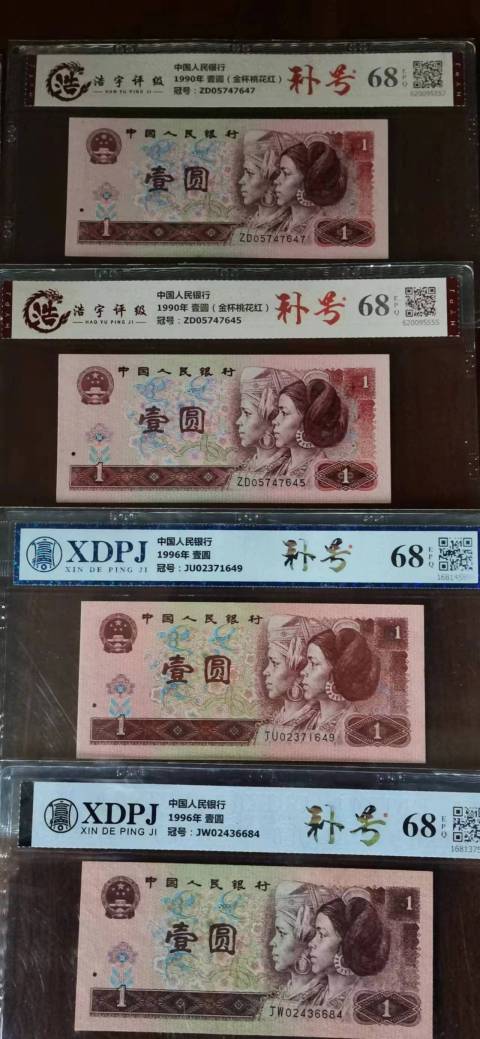 浩宇评级
HAO YU PING JI
中国人民银行
1990年 壹圆（金杯桃花红）
冠号：ZD05747647
补号
68
EPQ
620095557
中国人民银行
壹圆
1
ZD05747647
1
1
浩宇评级
HAO YU PING JI
中国人民银行
1990年 壹圆（金杯桃花红）
冠号：ZD05747645
补号
68
EPQ
620095555
中国人民银行
壹圆
1
ZD05747645
1
1
XDPJ
XIN DE PING JI
中国人民银行
1996年 壹圆
冠号：JU02371649
补号
68
EPQ
中国人民银行
壹圆
1
JU02371649
1
1
XDPJ
XIN DE PING JI
中国人民银行
1996年 壹圆
冠号：JW02436684
补号
68
EPQ
1681375
中国人民银行
壹圆
1
JW02436684
1
1